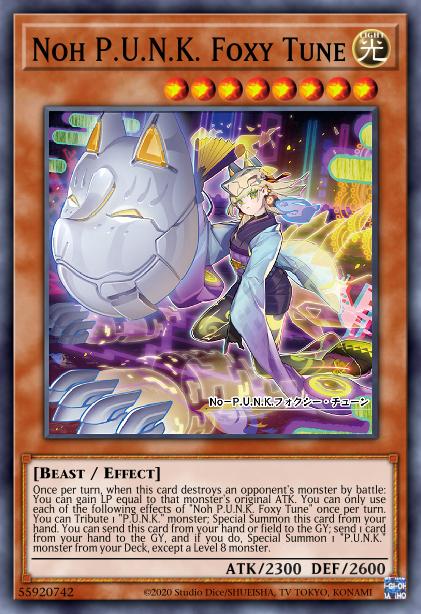 Noh P.U.N.K. Foxy Tune
LIGHT
光
No-P.U.N.K.フォクシー・チューン
[Beast / Effect]
Once per turn, when this card destroys an opponent's monster by battle:
You can gain LP equal to that monster's original ATK. You can only use
each of the following effects of "Noh P.U.N.K. Foxy Tune" once per turn.
You can Tribute 1 "P.U.N.K." monster; Special Summon this card from
your hand. You can send this card from your hand or field to the GY; send 1 card
from your hand to the GY, and if you do, Special Summon 1 "P.U.N.K."
monster from your Deck, except a Level 8 monster.
ATK/2300 DEF/2600
55920742
©2020 Studio Dice/SHUEISHA, TV TOKYO, KONAMI